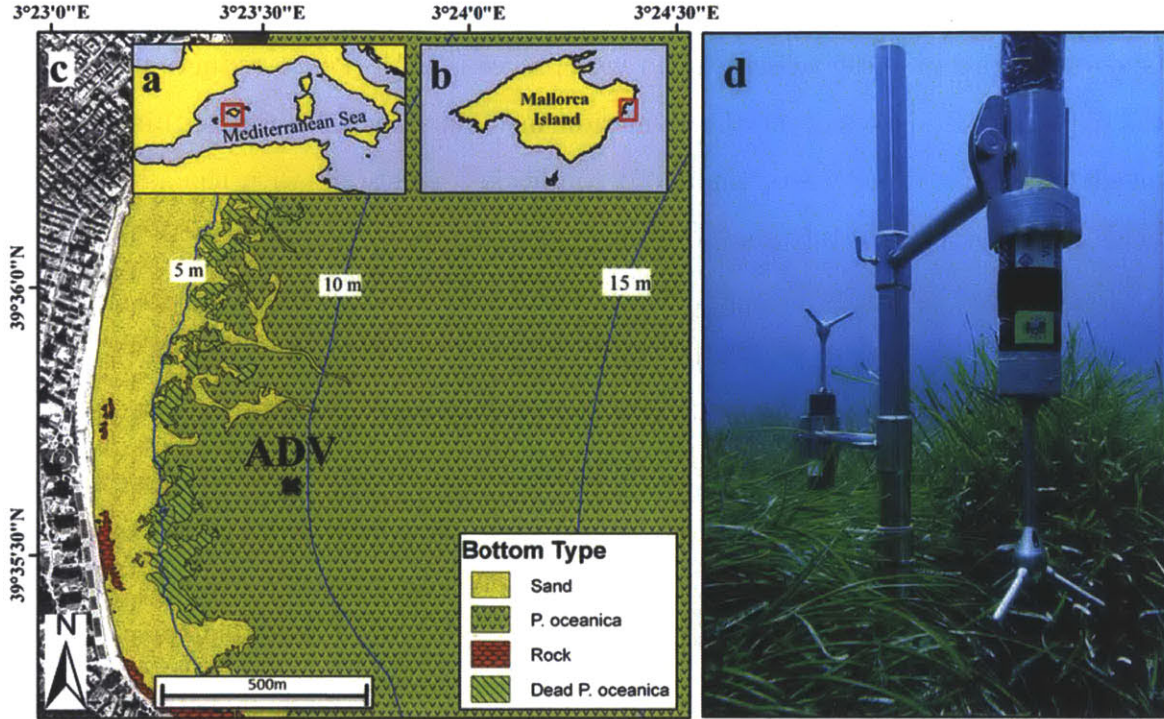 3°23'0"E
3°23'30"E
3°24'0"E
3°24'30"E
c
a
Mediterranean Sea
b
Mallorca
Island
d
39°36'0"N
39°35'30"N
5 m
10 m
15 m
ADV
Bottom Type
Sand
P. oceanica
Rock
Dead P. oceanica
N
500m